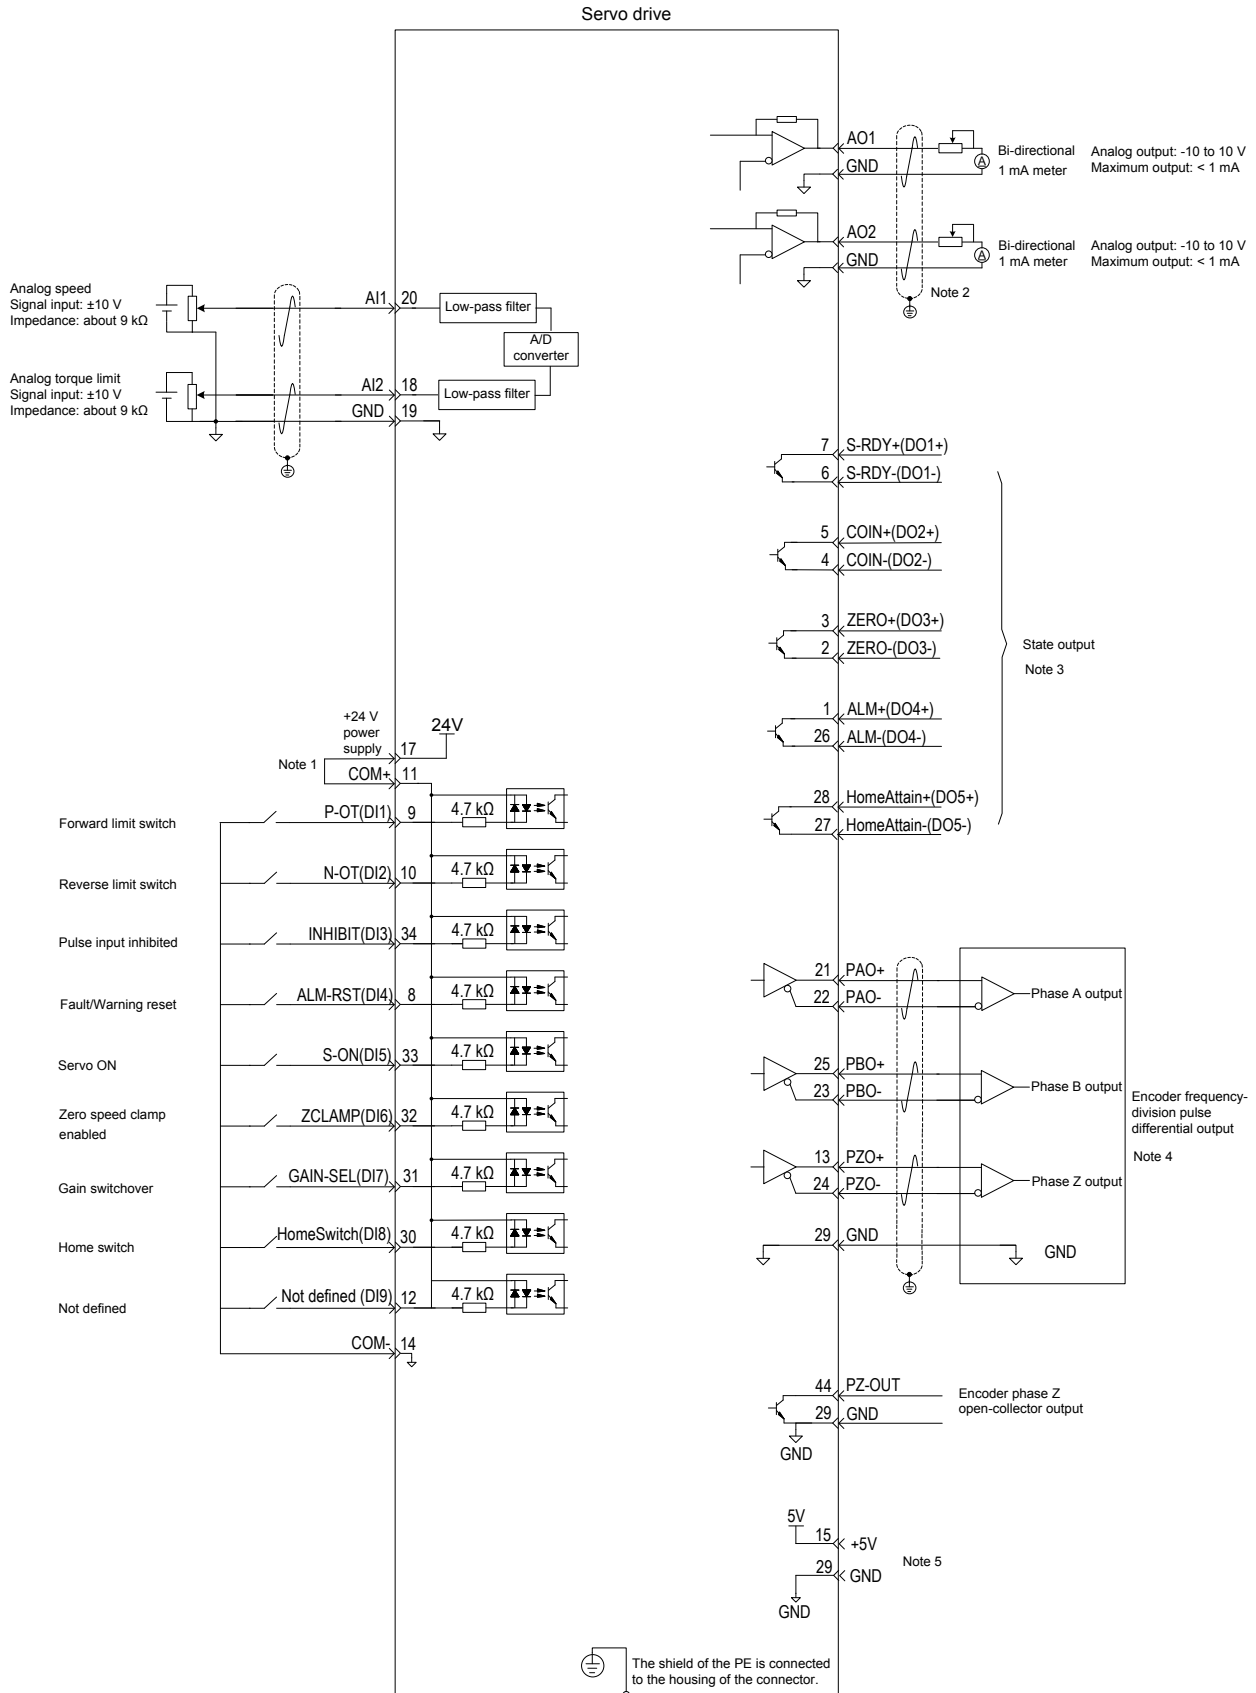 Servo drive
AO1
GND
Bi-directional
1 mA meter
Analog output: -10 to 10 V
Maximum output: < 1 mA
A
AO2
GND
Bi-directional
1 mA meter
Analog output: -10 to 10 V
Maximum output: < 1 mA
A
Note 2
Analog speed
Signal input: ±10 V
Impedance: about 9 kΩ
AI1 20
Low-pass filter
A/D
converter
Analog torque limit
Signal input: ±10 V
Impedance: about 9 kΩ
AI2 18
Low-pass filter
GND 19
7 S-RDY+(DO1+)
6 S-RDY-(DO1-)
5 COIN+(DO2+)
4 COIN-(DO2-)
3 ZERO+(DO3+)
2 ZERO-(DO3-)
1 ALM+(DO4+)
26 ALM-(DO4-)
28 HomeAttain+(DO5+)
27 HomeAttain-(DO5-)
State output
Note 3
+24 V
power
supply
17
24V
Note 1
COM+ 11
Forward limit switch
P-OT(DI1) 9
4.7 kΩ
Reverse limit switch
N-OT(DI2) 10
4.7 kΩ
Pulse input inhibited
INHIBIT(DI3) 34
4.7 kΩ
Fault/Warning reset
ALM-RST(DI4) 8
4.7 kΩ
Servo ON
S-ON(DI5) 33
4.7 kΩ
Zero speed clamp
enabled
ZCLAMP(DI6) 32
4.7 kΩ
Gain switchover
GAIN-SEL(DI7) 31
4.7 kΩ
Home switch
HomeSwitch(DI8) 30
4.7 kΩ
Not defined
Not defined (DI9) 12
4.7 kΩ
COM- 14
21 PAO+
22 PAO-
Phase A output
25 PBO+
23 PBO-
Phase B output
13 PZO+
24 PZO-
Phase Z output
29 GND
GND
Encoder frequency-
division pulse
differential output
Note 4
44 PZ-OUT
29 GND
GND
Encoder phase Z
open-collector output
5V
15 +5V
29 GND
GND
Note 5
The shield of the PE is connected
to the housing of the connector.